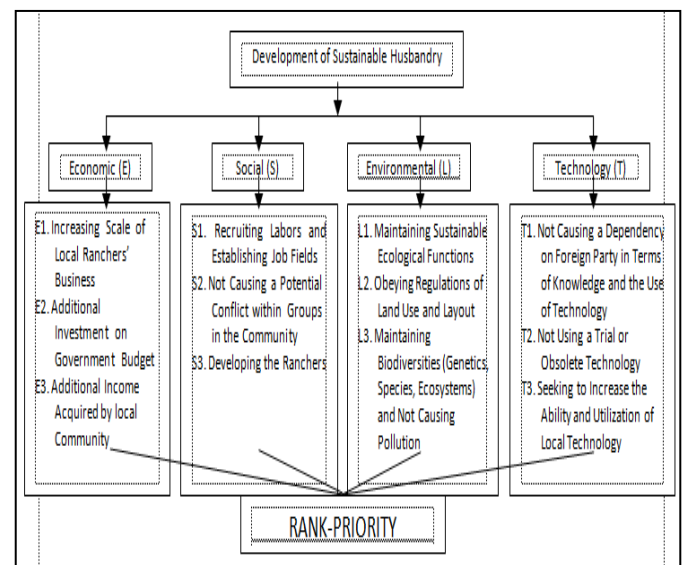 Development of Sustainable Husbandry
Economic (E)
Social (S)
Environmental (L)
Technology (T)
E1. Increasing Scale of
Local Ranchers'
Business
E2. Additional
Investment on
Government Budget
E3. Additional Income
Acquired by local
Community
S1. Recruiting Labors and
Establishing Job Fields
S2. Not Causing a Potential
Conflict within Groups
in the Community
S3. Developing the Ranchers
L1. Maintaining Sustainable
Ecological Functions
L2. Obeying Regulations of
Land Use and Layout
L3. Maintaining
Biodiversities (Genetics,
Species, Ecosystems)
and Not Causing
Pollution
T1. Not Causing a Dependency
on Foreign Party in Terms
of Knowledge and the Use
of Technology
T2. Not Using a Trial or
Obsolete Technology
T3. Seeking to Increase the
Ability and Utilization of
Local Technology
RANK-PRIORITY